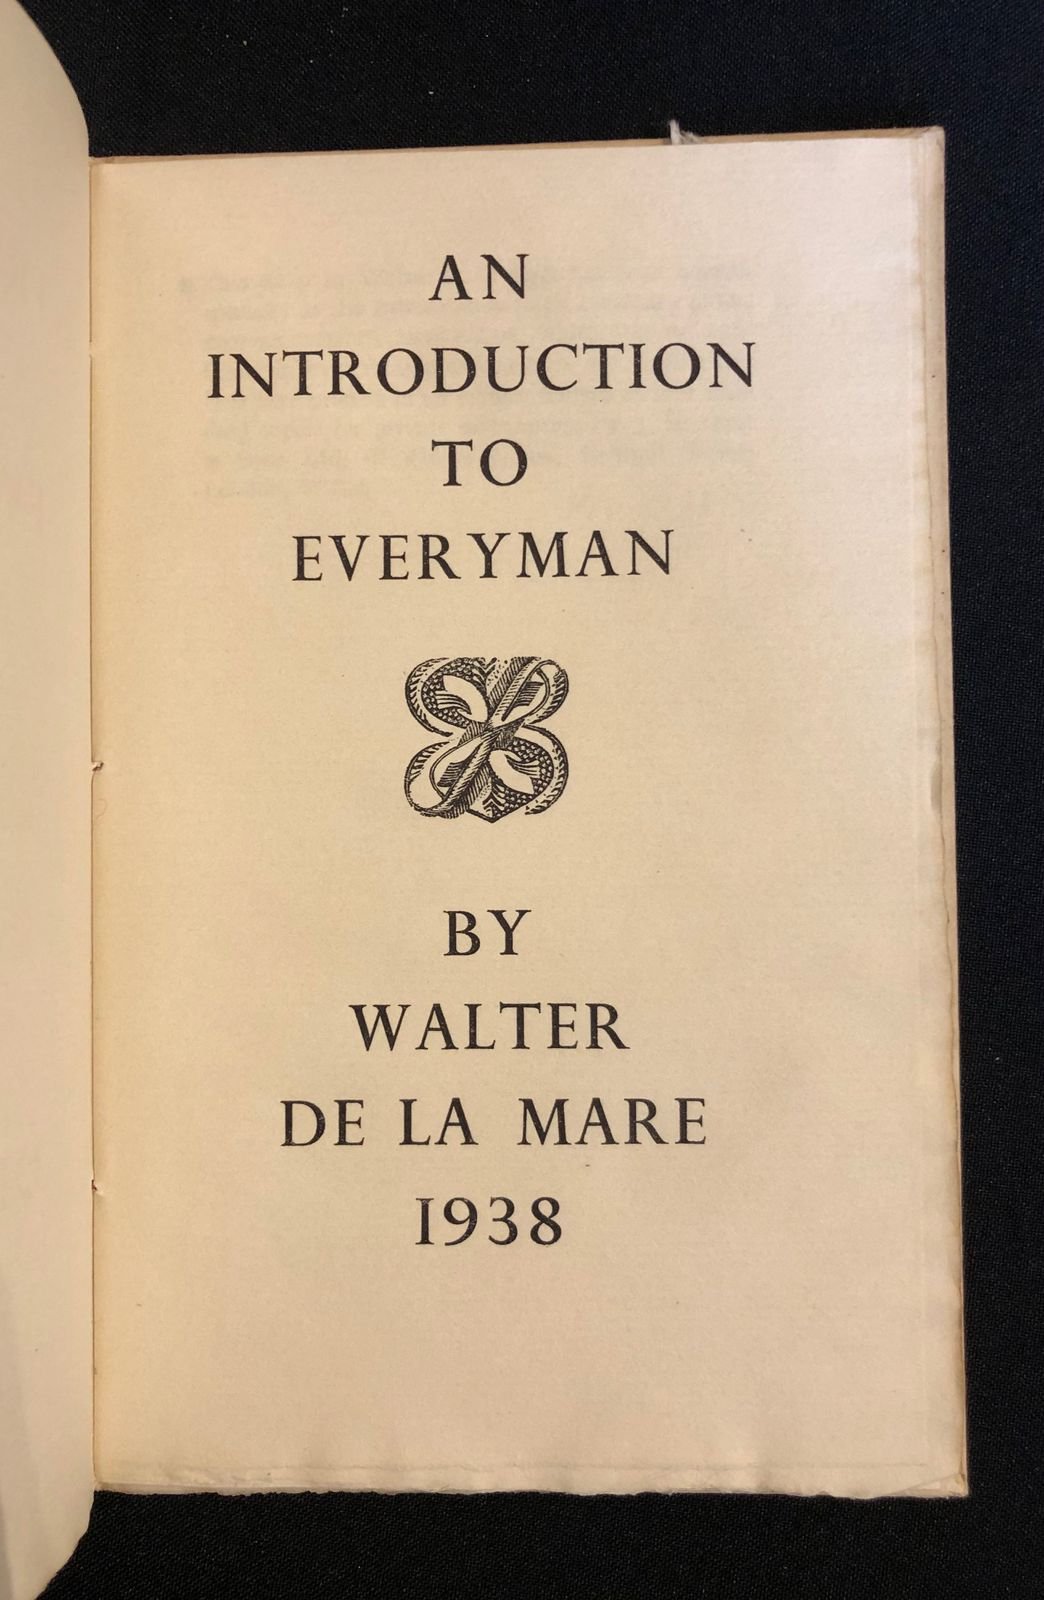 AN
INTRODUCTION
TO
EVERYMAN
BY
WALTER
DE LA MARE
1938